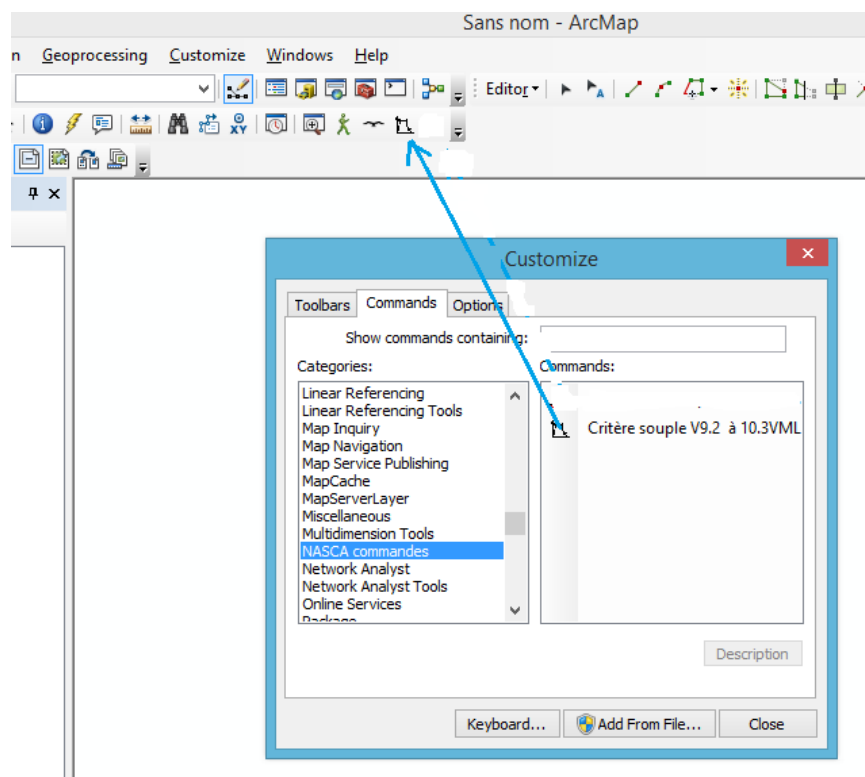 Sans nom - ArcMap
n Geoprocessing Customize Windows Help
Editor
XY
Customize
Toolbars Commands Options
Show commands containing:
Categories: Commands:
Linear Referencing
Linear Referencing Tools
Map Inquiry
Map Navigation
Map Service Publishing
MapCache
MapServerLayer
Miscellaneous
Multidimension Tools
NASCA commandes
Network Analyst
Network Analyst Tools
Online Services
Package
Critère souple V9.2 à 10.3VML
Description
Keyboard... Add From File... Close